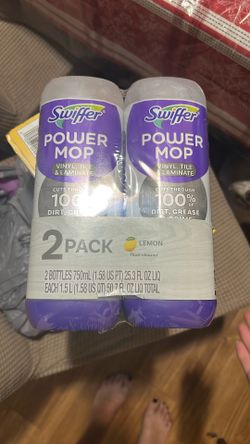 Swiffer
POWER
MOP
VINYL, TILE
& LAMINATE
CUTS THROUGH
100%
DIRT, GREASE
Swiffer
POWER
MOP
VINYL, TILE
& LAMINATE
CUTS THROUGH
100% OF
DIRT, GREASE
2 PACK
LEMON
2 BOTTLES 750mL (1.58 US PT) 25.3 FL OZ LIQ
EACH 1.5 L (1.58 US QT) 50.7 FL OZ LIQ TOTAL